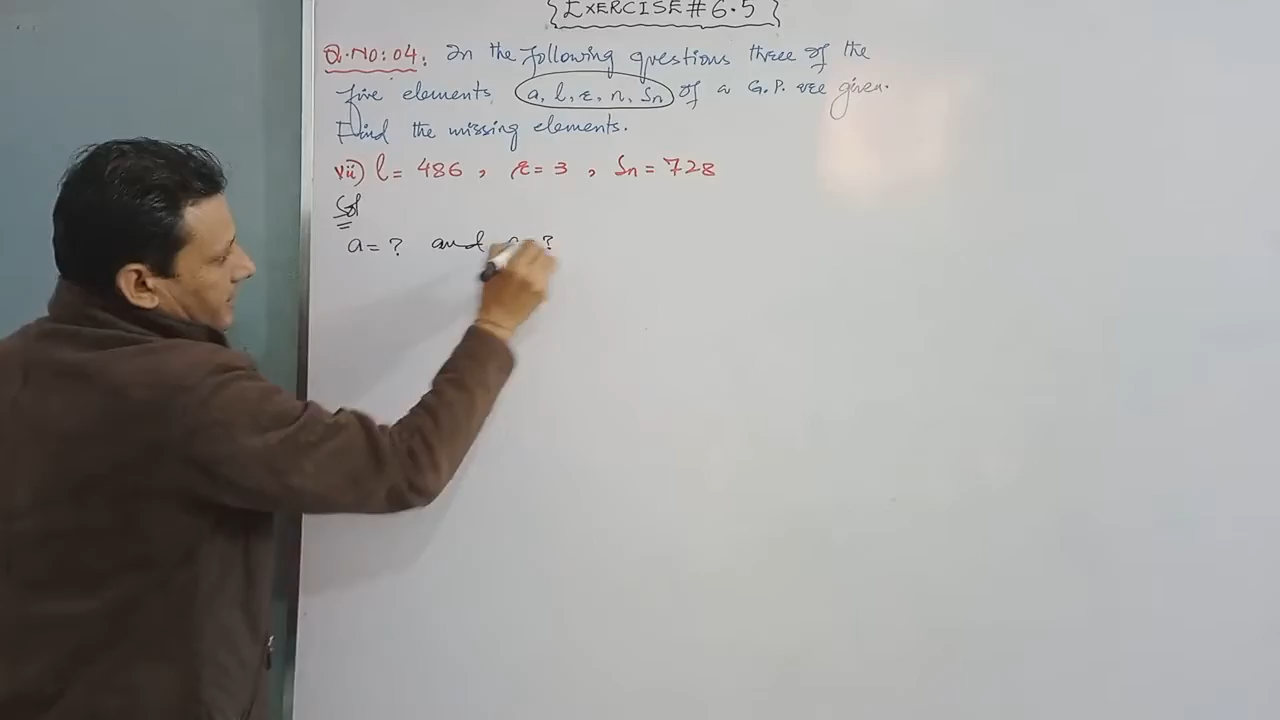 {EXERCISE # 6.5}
Q.NO:04: In the following questions three of the
five elements (a, l, r, n, Sn) of a G.P. are given.
Find the missing elements.
vii) l = 486 , r = 3 , Sn = 728
Sol
a = ? and = ?